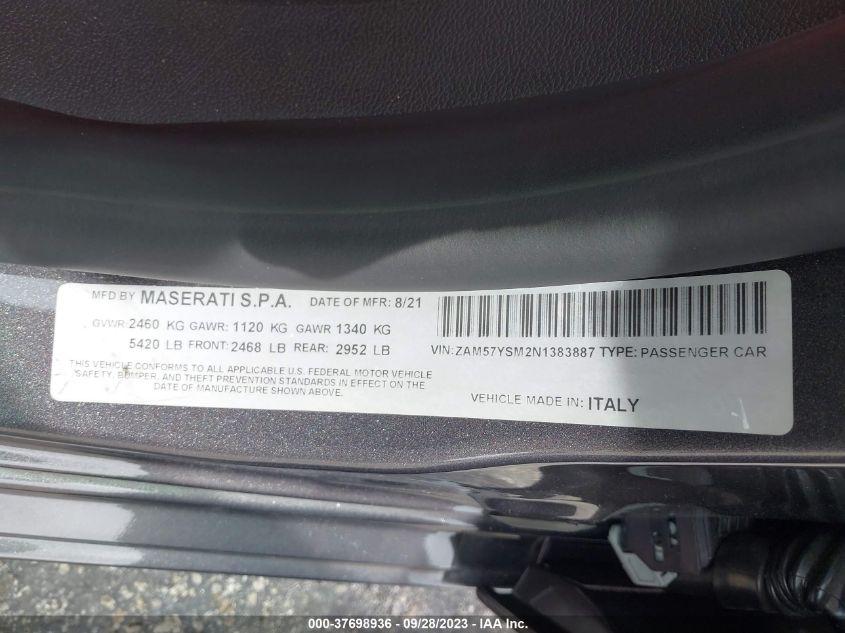 MFD BY MASERATI S.P.A. DATE OF MFR: 8/21
GVWR: 2460 KG GAWR: 1120 KG GAWR 1340 KG
5420 LB FRONT: 2468 LB REAR: 2952 LB
THIS VEHICLE CONFORMS TO ALL APPLICABLE U.S. FEDERAL MOTOR VEHICLE
SAFETY, BUMPER, AND THEFT PREVENTION STANDARDS IN EFFECT ON THE
DATE OF MANUFACTURE SHOWN ABOVE.
VIN: ZAM57YSM2N1383887 TYPE: PASSENGER CAR
VEHICLE MADE IN: ITALY
000-37698936 - 09/28/2023 - IAA Inc.